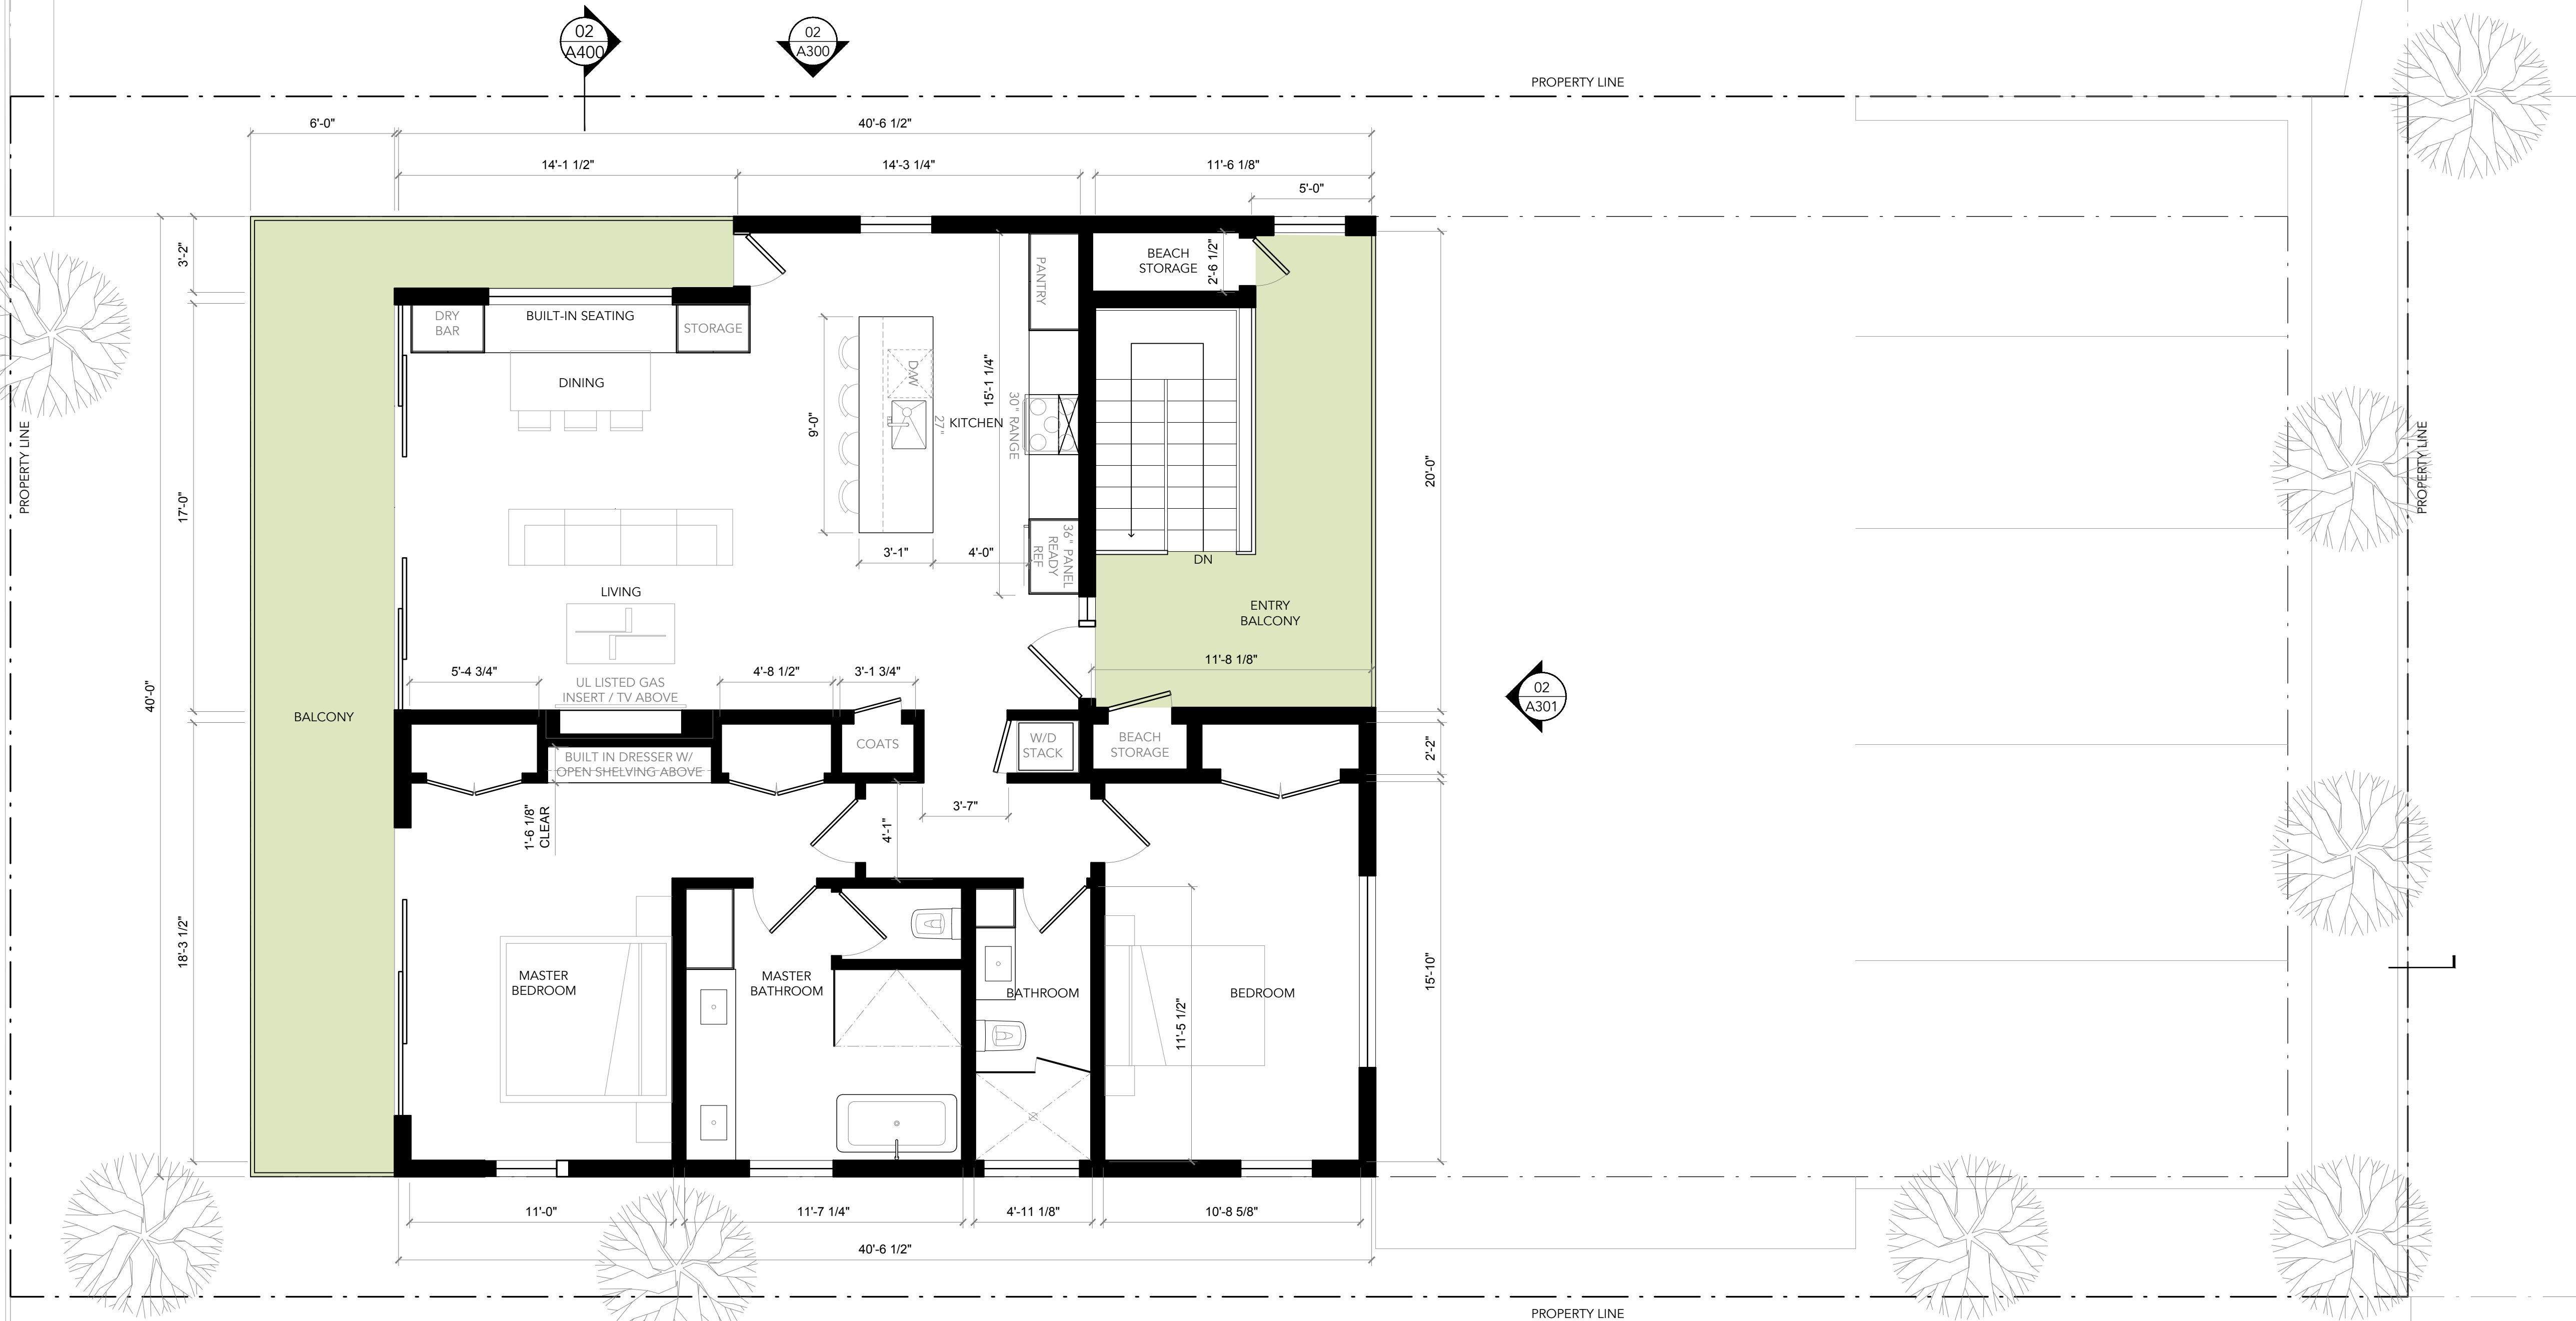 02
A400
02
A300
PROPERTY LINE
6'-0"
40'-6 1/2"
14'-1 1/2"
14'-3 1/4"
11'-6 1/8"
5'-0"
3'-2"
BEACH
STORAGE
2'-6 1/2"
PANTRY
DRY
BAR
BUILT-IN SEATING
STORAGE
DINING
D/W
15'-1 1/4"
9'-0"
27"
KITCHEN
30" RANGE
PROPERTY LINE
PROPERTY LINE
20'-0"
17'-0"
3'-1"
4'-0"
36" PANEL
READY
REF
DN
LIVING
ENTRY
BALCONY
11'-8 1/8"
5'-4 3/4"
4'-8 1/2"
3'-1 3/4"
UL LISTED GAS
INSERT / TV ABOVE
40'-0"
02
A301
BALCONY
COATS
W/D
STACK
BEACH
STORAGE
2'-2"
BUILT IN DRESSER W/
OPEN SHELVING ABOVE
1'-6 1/8"
CLEAR
3'-7"
4'-1"
18'-3 1/2"
15'-10"
MASTER
BEDROOM
MASTER
BATHROOM
BATHROOM
BEDROOM
11'-5 1/2"
11'-0"
11'-7 1/4"
4'-11 1/8"
10'-8 5/8"
40'-6 1/2"
PROPERTY LINE